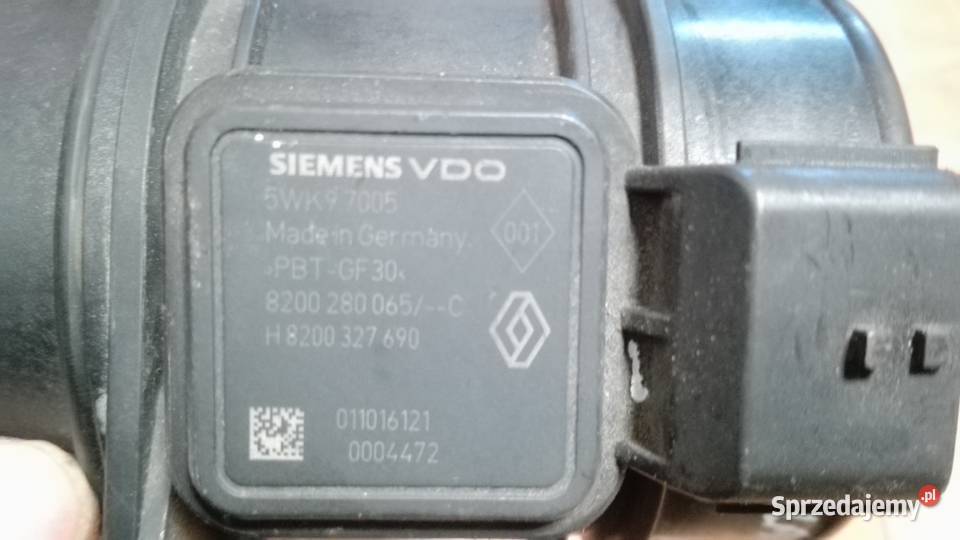 SIEMENS VDO
5WK9 7005
Made in Germany.
001
»PBT-GF30«
8200 280 065/--C
H 8200 327 690
011016121
0004472
Sprzedajemy.pl